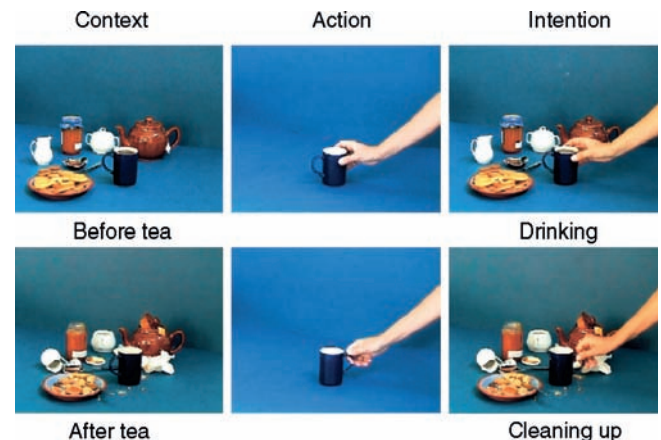 Context Action Intention
Before tea Drinking
After tea Cleaning up